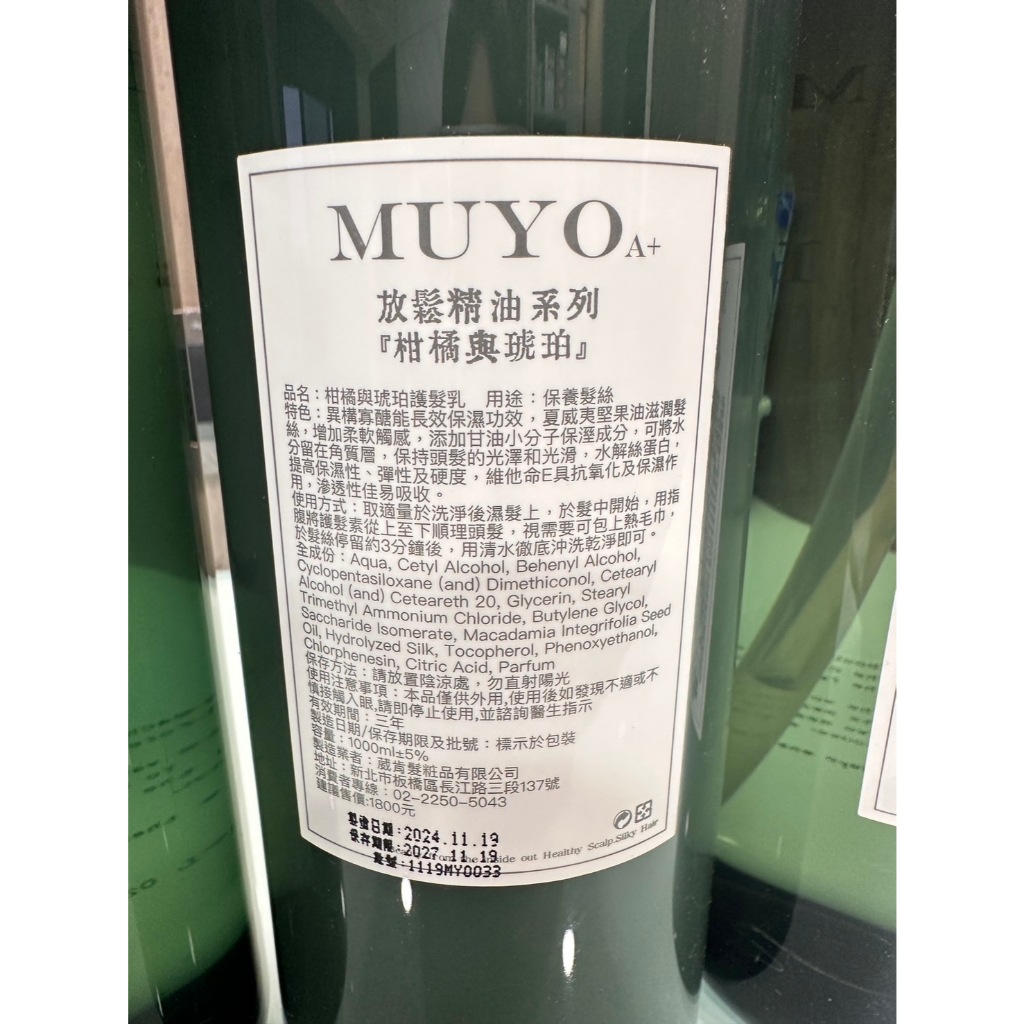 MUYO A+
放鬆精油系列
『柑橘與琥珀』
品名：柑橘與琥珀護髮乳　用途：保養髮絲
特色：異構寡醣能長效保濕功效，夏威夷堅果油滋潤髮
絲，增加柔軟觸感，添加甘油小分子保溼成分，可將水
分留在角質層，保持頭髮的光澤和光滑，水解絲蛋白，
提高保濕性、彈性及硬度，維他命E具抗氧化及保濕作
用，滲透性佳易吸收。
使用方式：取適量於洗淨後濕髮上，於髮中開始，用指
腹將護髮素從上至下順理頭髮，視需要可包上熱毛巾，
於髮絲停留約3分鐘後，用清水徹底沖洗乾淨即可。
全成份：Aqua, Cetyl Alcohol, Behenyl Alcohol,
Cyclopentasiloxane (and) Dimethiconol, Cetearyl
Alcohol (and) Ceteareth 20, Glycerin, Stearyl
Trimethyl Ammonium Chloride, Butylene Glycol,
Saccharide Isomerate, Macadamia Integrifolia Seed
Oil, Hydrolyzed Silk, Tocopherol, Phenoxyethanol,
Chlorphenesin, Citric Acid, Parfum
保存方法：請放置陰涼處，勿直射陽光
使用注意事項：本品僅供外用,使用後如發現不適或不
慎接觸入眼,請即停止使用,並諮詢醫生指示
有效期間：三年
製造日期/保存期限及批號：標示於包裝
容量：1000ml±5%
製造業者：葳肯髮粧品有限公司
地址：新北市板橋區長江路三段137號
消費者專線：02-2250-5043
建議售價:1800元
製造日期:2024.11.19
保存期限:2027.11.19
批號:1119MY0033
from the inside out Healthy Scalp.Silky Hair